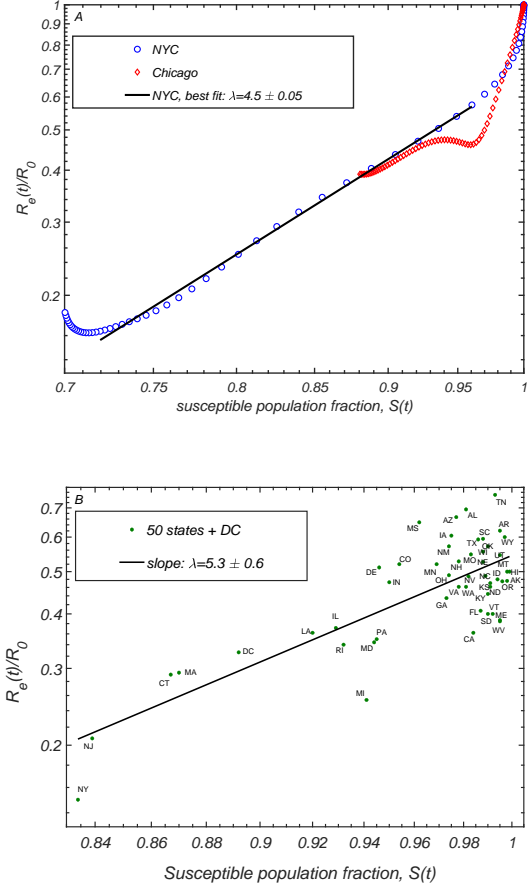 A
1
0.9
0.8
0.7
0.6
0.5
0.4
0.3
0.2
R_e(t)/R_0
NYC
Chicago
NYC, best fit: λ=4.5 ± 0.05
0.7 0.75 0.8 0.85 0.9 0.95 1
susceptible population fraction, S(t)
B
0.7
0.6
0.5
0.4
0.3
0.2
R_e(t)/R_0
50 states + DC
slope: λ=5.3 ± 0.6
TN
AL
AZ
MS
AR
IA
SC
WY
TX
OK
NM
WI
UT
CO
MO
NE
MT
DE
NH
MN
HI
IN
OH
NV
NC
ID
AK
VA
WA
KS
ND
OR
GA
KY
IL
FL
VT
ME
LA
PA
SD
CA
WV
DC
RI
MD
MA
CT
MI
NJ
NY
0.84 0.86 0.88 0.9 0.92 0.94 0.96 0.98 1
Susceptible population fraction, S(t)